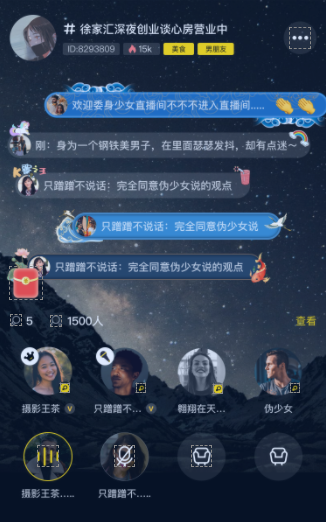 # 徐家汇深夜创业谈心房营业中
ID:8293809 15k 美食 男朋友
欢迎委身少女直播间不不不进入直播间.....
刚：身为一个钢铁美男子，在里面瑟瑟发抖，却有点迷～
只蹭蹭不说话：完全同意伪少女说的观点
只蹭蹭不说话：完全同意伪少女说
只蹭蹭不说话：完全同意伪少女说的观点
5 1500人 查看
摄影王茶 V 只蹭蹭不... V 翱翔在天... 伪少女
摄影王茶..... 只蹭蹭不.....